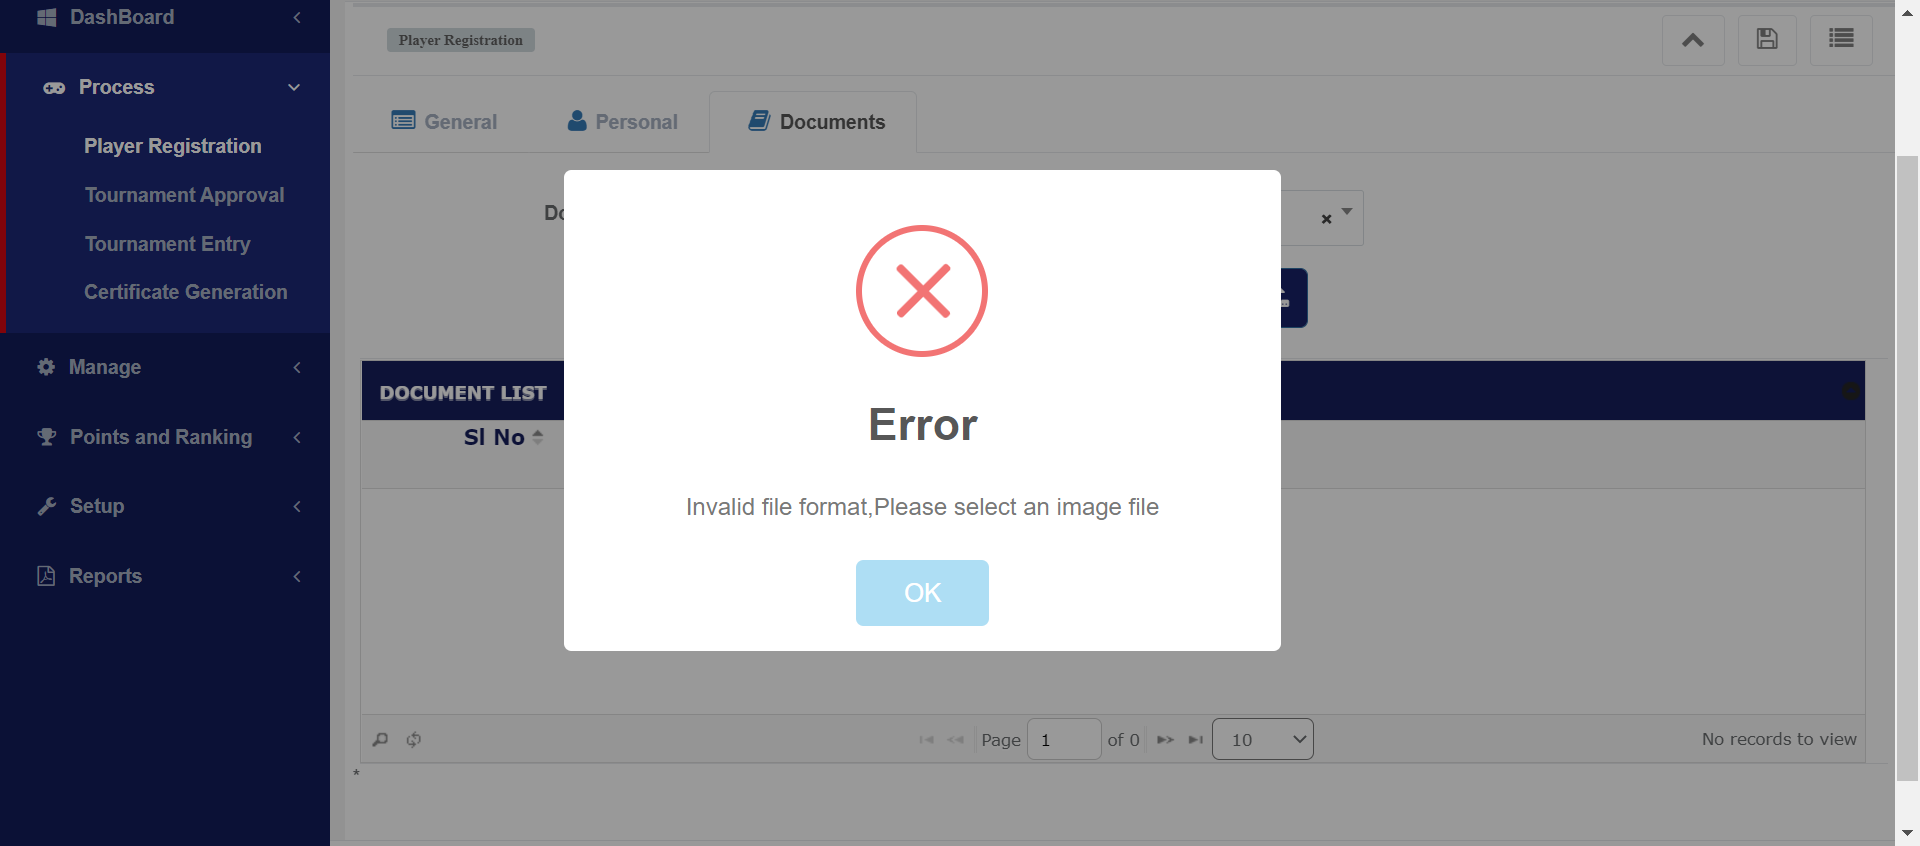 DashBoard
Process
Player Registration
Tournament Approval
Tournament Entry
Certificate Generation
Manage
Points and Ranking
Setup
Reports
Player Registration
General
Personal
Documents
Error
Invalid file format,Please select an image file
OK
DOCUMENT LIST
Sl No
Page 1 of 0
10
No records to view
*